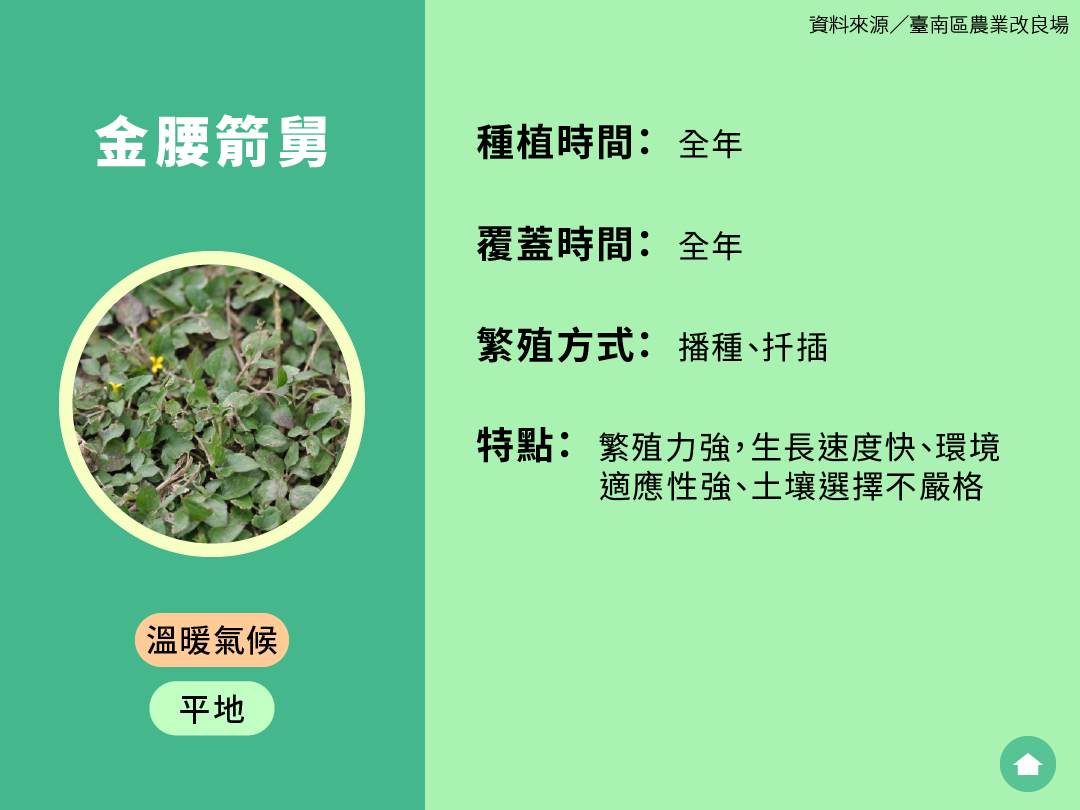 資料來源／臺南區農業改良場
金腰箭舅
溫暖氣候
平地
種植時間： 全年
覆蓋時間： 全年
繁殖方式： 播種、扦插
特點： 繁殖力強，生長速度快、環境
適應性強、土壤選擇不嚴格